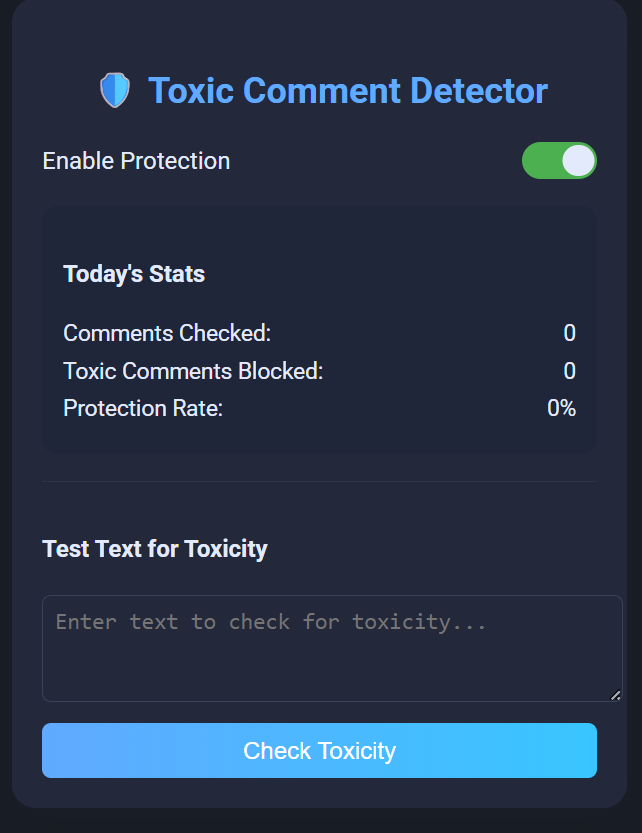 Toxic Comment Detector
Enable Protection
Today's Stats
Comments Checked: 0
Toxic Comments Blocked: 0
Protection Rate: 0%
Test Text for Toxicity
Enter text to check for toxicity...
Check Toxicity